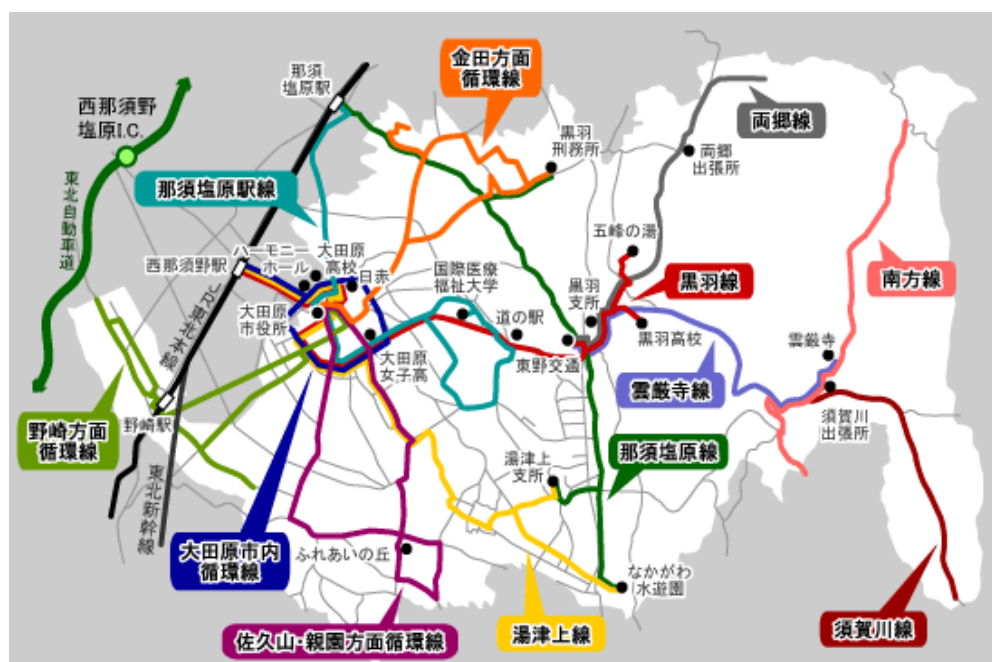 金田方面
循環線
那須
塩原駅
西那須野
塩原I.C.
両郷線
黒羽
刑務所
両郷
出張所
東北自動車道
那須塩原駅線
五峰の湯
ハーモニー
ホール
大田原
高校
西那須野駅
日赤
国際医療
福祉大学
黒羽
支所
黒羽線
南方線
JR東北本線
大田原
市役所
道の駅
黒羽高校
雲厳寺
大田原
女子高
東野交通
雲厳寺線
野崎方面
循環線
野崎駅
須賀川
出張所
湯津上
支所
那須塩原線
東北新幹線
大田原市内
循環線
ふれあいの丘
なかがわ
水遊園
佐久山・親園方面循環線
湯津上線
須賀川線